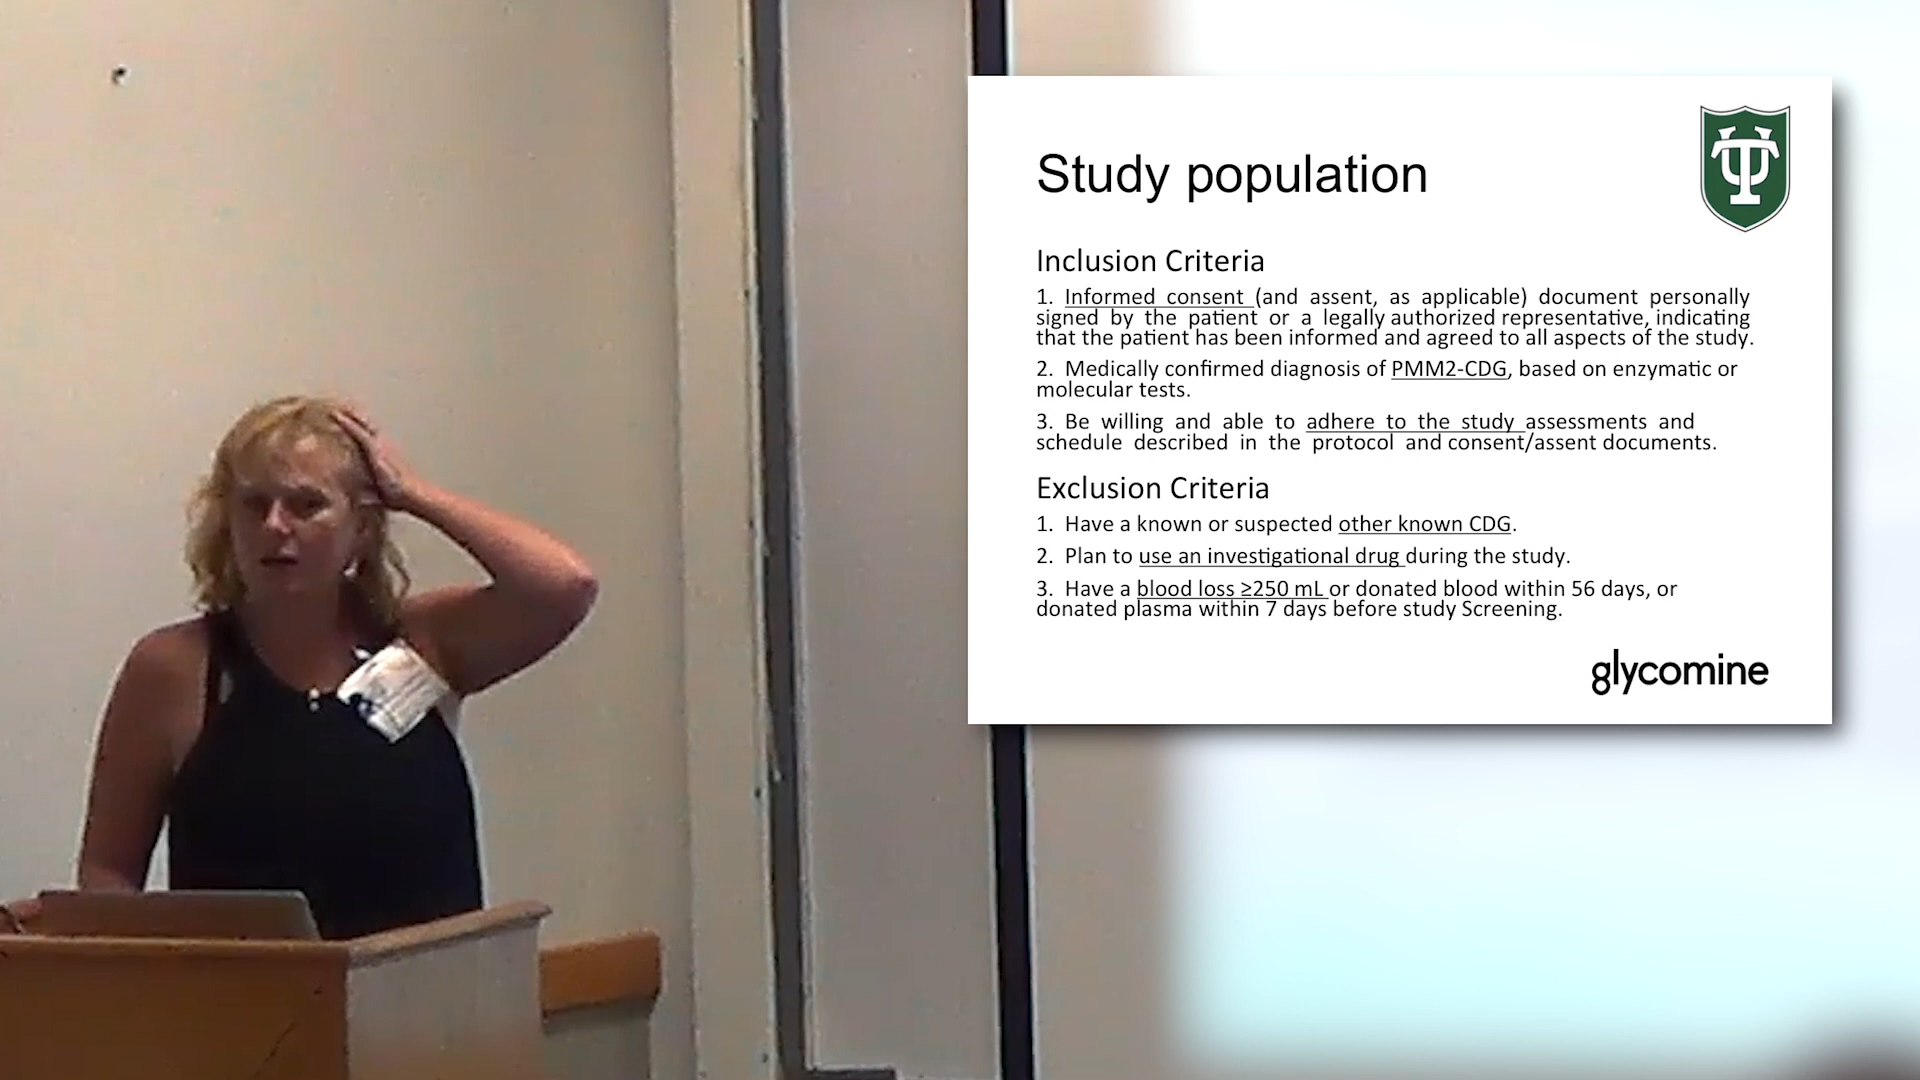 Study population
Inclusion Criteria
1. Informed consent (and assent, as applicable) document personally
signed by the patient or a legally authorized representative, indicating
that the patient has been informed and agreed to all aspects of the study.
2. Medically confirmed diagnosis of PMM2-CDG, based on enzymatic or
molecular tests.
3. Be willing and able to adhere to the study assessments and
schedule described in the protocol and consent/assent documents.
Exclusion Criteria
1. Have a known or suspected other known CDG.
2. Plan to use an investigational drug during the study.
3. Have a blood loss ≥250 mL or donated blood within 56 days, or
donated plasma within 7 days before study Screening.
glycomine